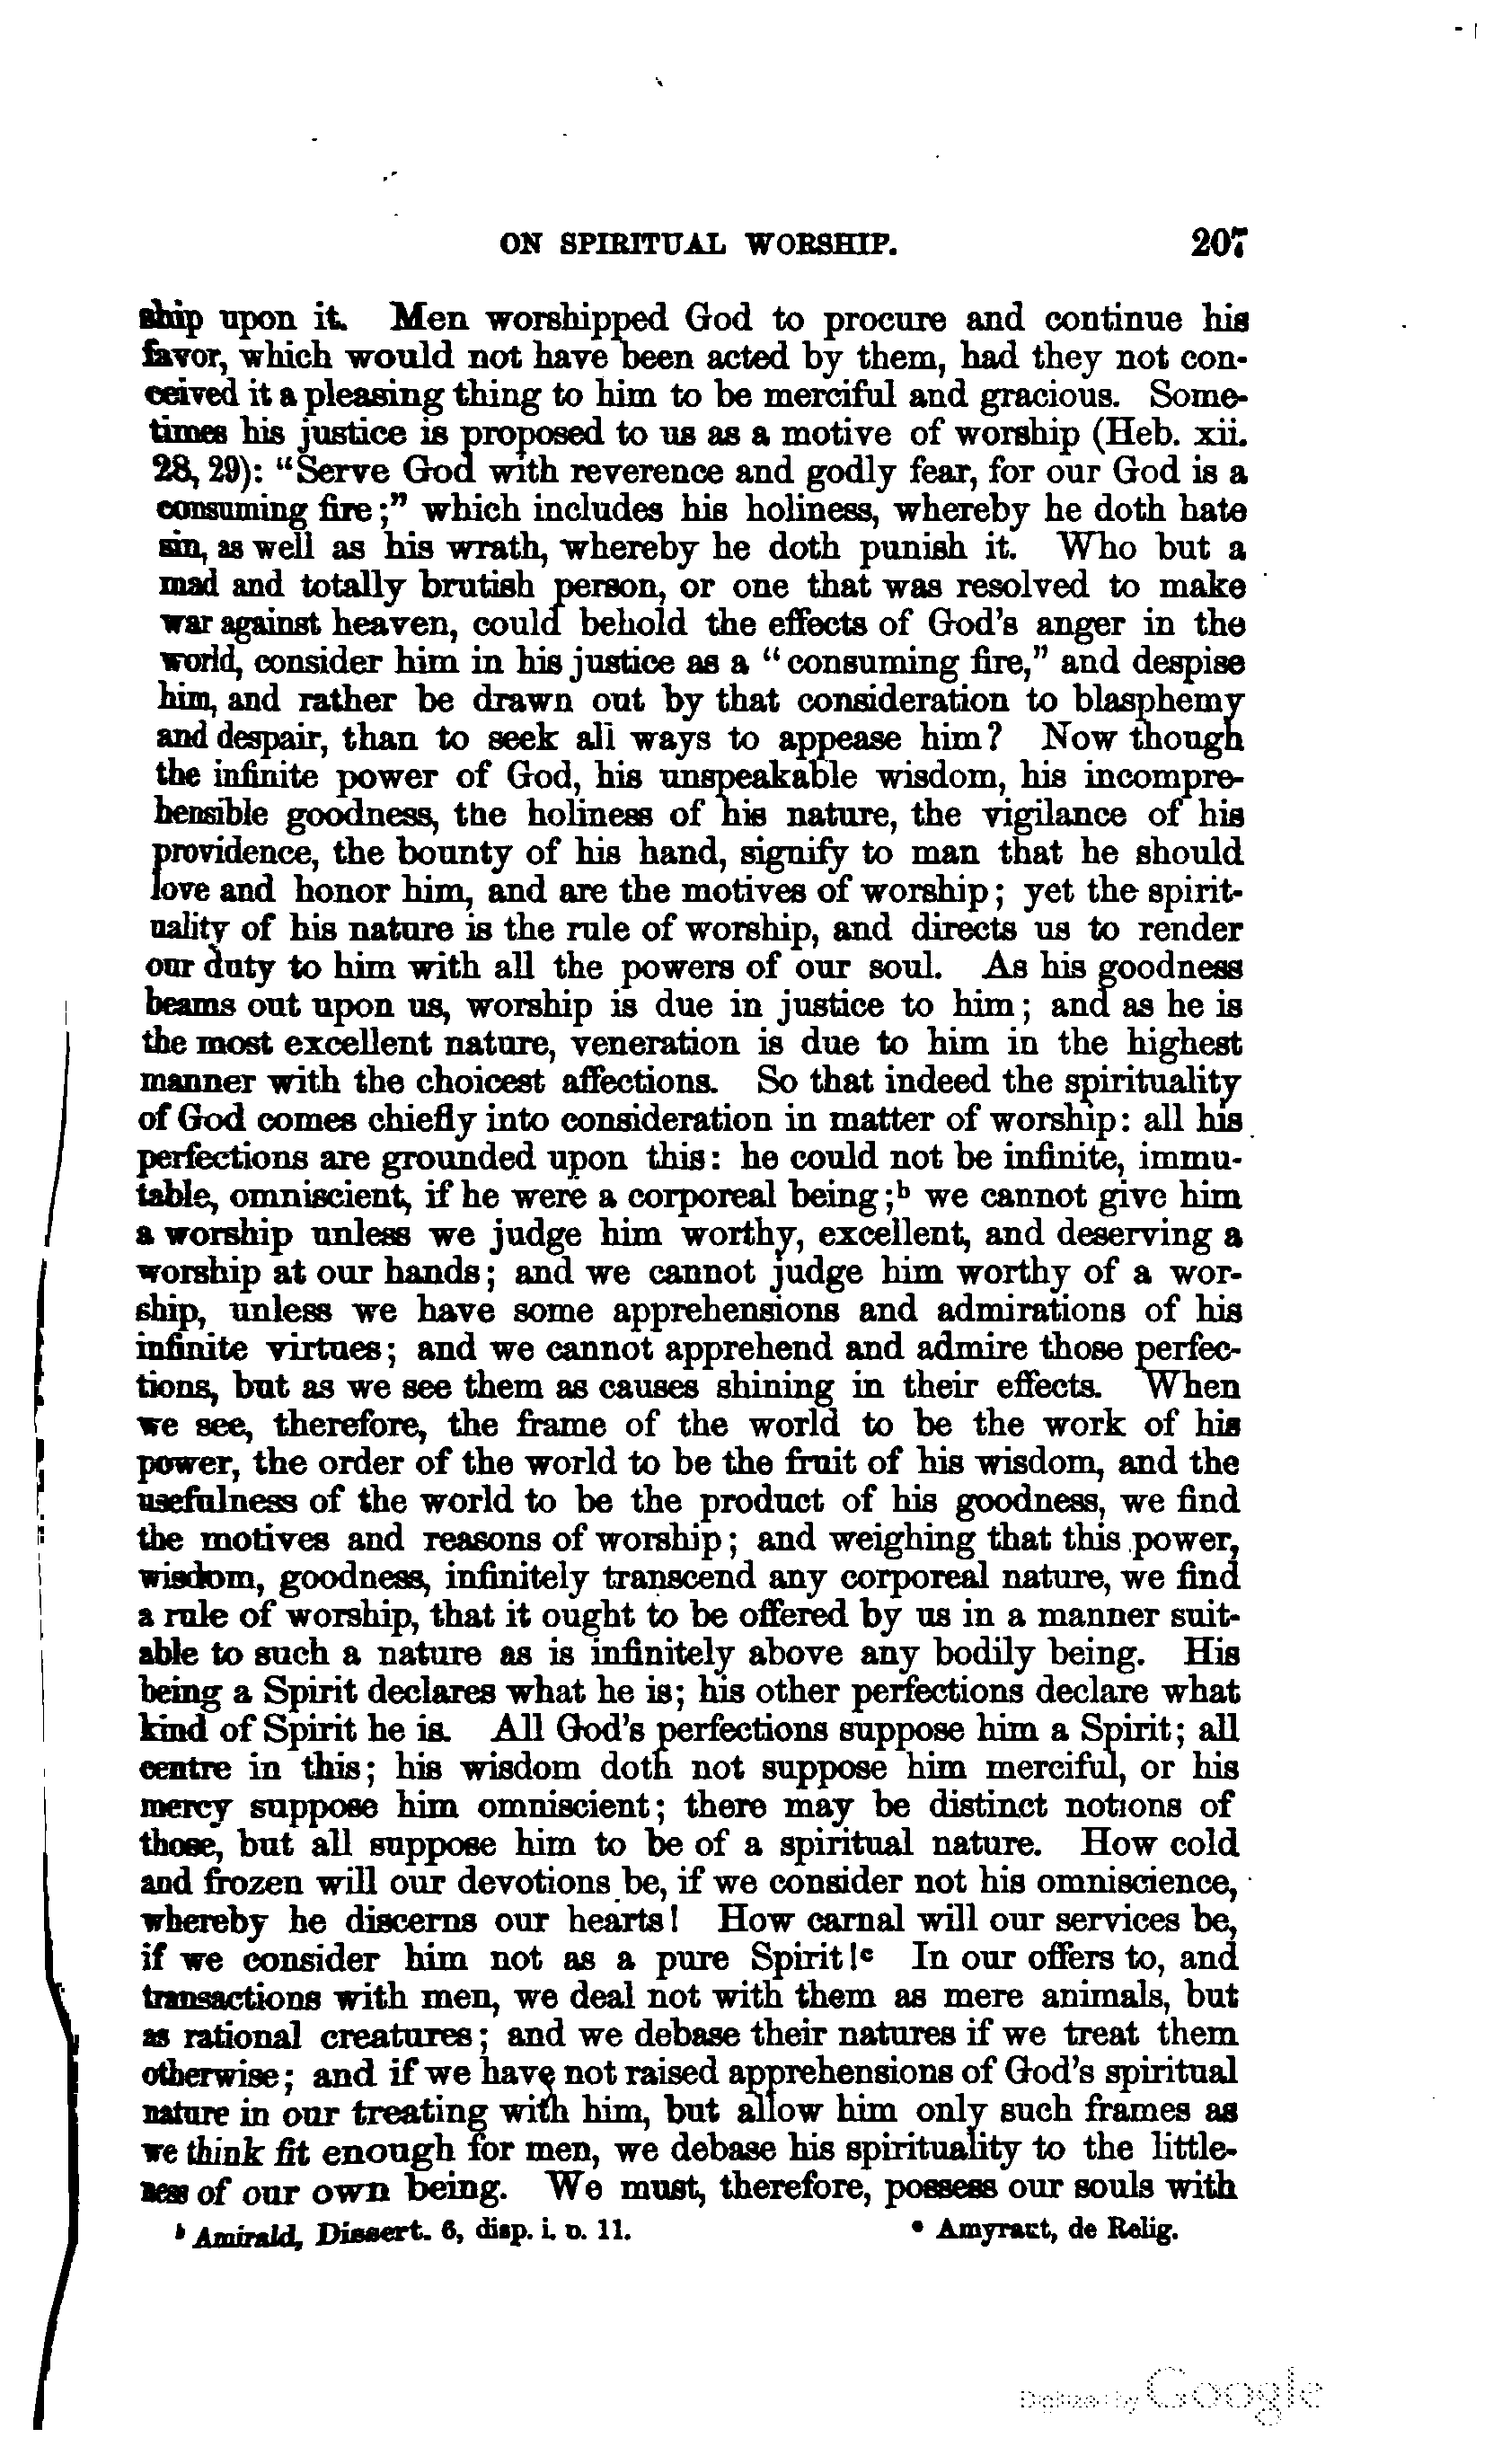 ON SPIRITUAL WORSHIP. 207
ship upon it. Men worshipped God to procure and continue his
favor, which would not have been acted by them, had they not con-
ceived it a pleasing thing to him to be merciful and gracious. Some-
times his justice is proposed to us as a motive of worship (Heb. xii.
28, 29): "Serve God with reverence and godly fear, for our God is a
consuming fire;" which includes his holiness, whereby he doth hate
sin, as well as his wrath, whereby he doth punish it. Who but a
mad and totally brutish person, or one that was resolved to make
war against heaven, could behold the effects of God's anger in the
world, consider him in his justice as a "consuming fire," and despise
him, and rather be drawn out by that consideration to blasphemy
and despair, than to seek all ways to appease him? Now though
the infinite power of God, his unspeakable wisdom, his incompre-
hensible goodness, the holiness of his nature, the vigilance of his
providence, the bounty of his hand, signify to man that he should
love and honor him, and are the motives of worship; yet the spirit-
uality of his nature is the rule of worship, and directs us to render
our duty to him with all the powers of our soul. As his goodness
beams out upon us, worship is due in justice to him; and as he is
the most excellent nature, veneration is due to him in the highest
manner with the choicest affections. So that indeed the spirituality
of God comes chiefly into consideration in matter of worship: all his
perfections are grounded upon this: he could not be infinite, immu-
table, omniscient, if he were a corporeal being;b we cannot give him
a worship unless we judge him worthy, excellent, and deserving a
worship at our hands; and we cannot judge him worthy of a wor-
ship, unless we have some apprehensions and admirations of his
infinite virtues; and we cannot apprehend and admire those perfec-
tions, but as we see them as causes shining in their effects. When
we see, therefore, the frame of the world to be the work of his
power, the order of the world to be the fruit of his wisdom, and the
usefulness of the world to be the product of his goodness, we find
the motives and reasons of worship; and weighing that this power,
wisdom, goodness, infinitely transcend any corporeal nature, we find
a rule of worship, that it ought to be offered by us in a manner suit-
able to such a nature as is infinitely above any bodily being. His
being a Spirit declares what he is; his other perfections declare what
kind of Spirit he is. All God's perfections suppose him a Spirit; all
centre in this; his wisdom doth not suppose him merciful, or his
mercy suppose him omniscient; there may be distinct notions of
those, but all suppose him to be of a spiritual nature. How cold
and frozen will our devotions be, if we consider not his omniscience,
whereby he discerns our hearts! How carnal will our services be,
if we consider him not as a pure Spirit!c In our offers to, and
transactions with men, we deal not with them as mere animals, but
as rational creatures; and we debase their natures if we treat them
otherwise; and if we have not raised apprehensions of God's spiritual
nature in our treating with him, but allow him only such frames as
we think fit enough for men, we debase his spirituality to the little-
ness of our own being. We must, therefore, possess our souls with
b Amirald, Dissert. 6, disp. i. p. 11. c Amyraut, de Relig.
Digitized by Google